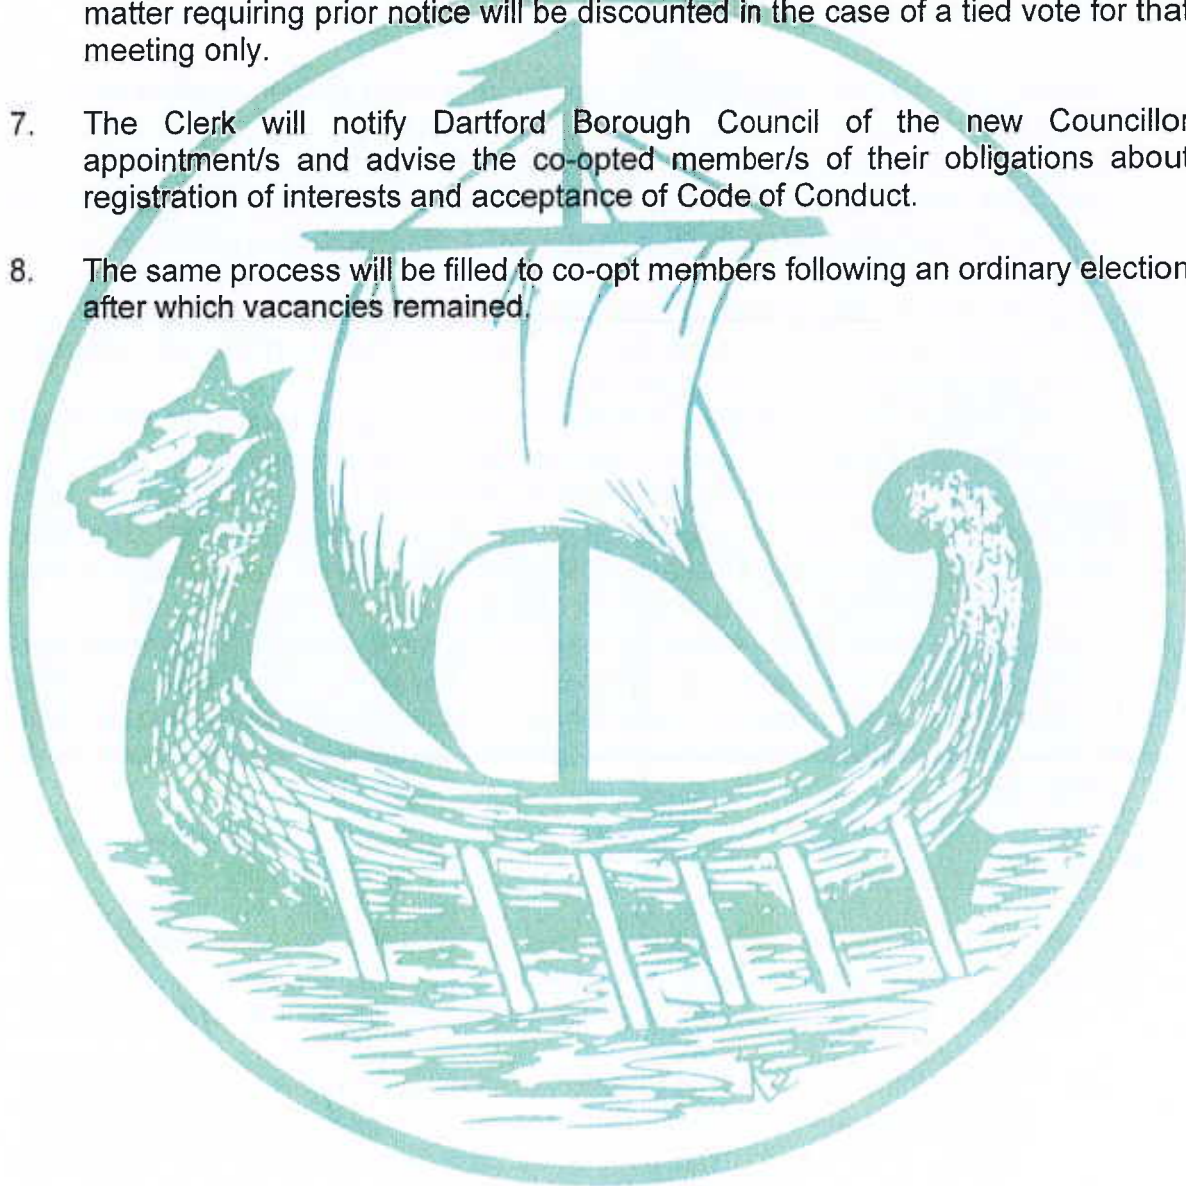 matter requiring prior notice will be discounted in the case of a tied vote for that
meeting only.
7. The Clerk will notify Dartford Borough Council of the new Councillor
appointment/s and advise the co-opted member/s of their obligations about
registration of interests and acceptance of Code of Conduct.
8. The same process will be filled to co-opt members following an ordinary election
after which vacancies remained.